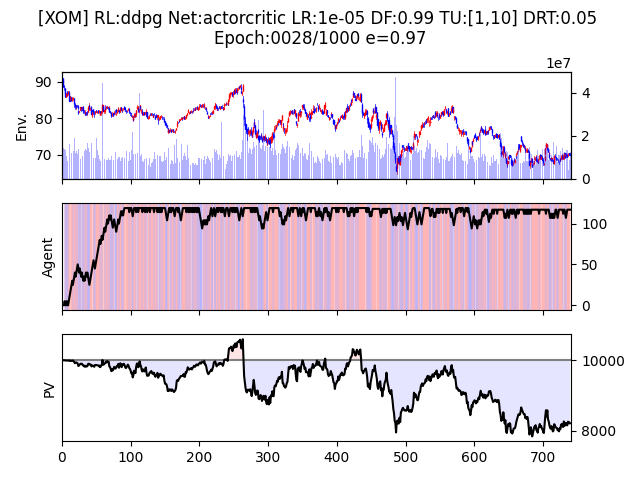 [XOM] RL:ddpg Net:actorcritic LR:1e-05 DF:0.99 TU:[1,10] DRT:0.05
Epoch:0028/1000 e=0.97
1e7
90
80
70
Env.
4
2
0
Agent
100
50
0
PV
10000
8000
0 100 200 300 400 500 600 700